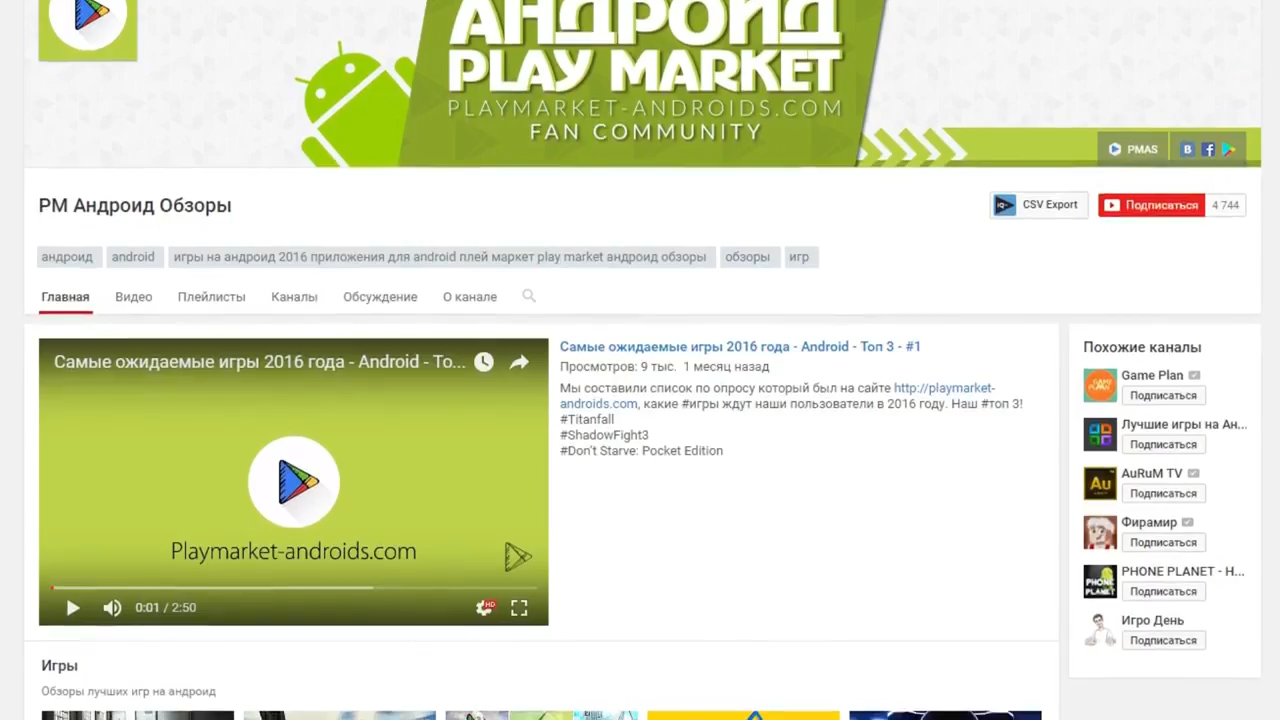 АНДРОИД
PLAY MARKET
PLAYMARKET-ANDROIDS.COM
FAN COMMUNITY
PMAS
PM Андроид Обзоры
CSV Export
Подписаться
4 744
андроид
android
игры на андроид 2016 приложения для android плей маркет play market андроид обзоры
обзоры
игр
Главная
Видео
Плейлисты
Каналы
Обсуждение
О канале
Самые ожидаемые игры 2016 года - Android - To...
Playmarket-androids.com
0:01 / 2:50
HD
Самые ожидаемые игры 2016 года - Android - Топ 3 - #1
Просмотров: 9 тыс. 1 месяц назад
Мы составили список по опросу который был на сайте http://playmarket-
androids.com, какие #игры ждут наши пользователи в 2016 году. Наш #топ 3!
#Titanfall
#ShadowFight3
#Don't Starve: Pocket Edition
Похожие каналы
Game Plan
Подписаться
Лучшие игры на Ан...
Подписаться
Au
AuRuM TV
Подписаться
Фирамир
Подписаться
PHONE
PLANET
PHONE PLANET - Н...
Подписаться
Игро День
Подписаться
Игры
Обзоры лучших игр на андроид